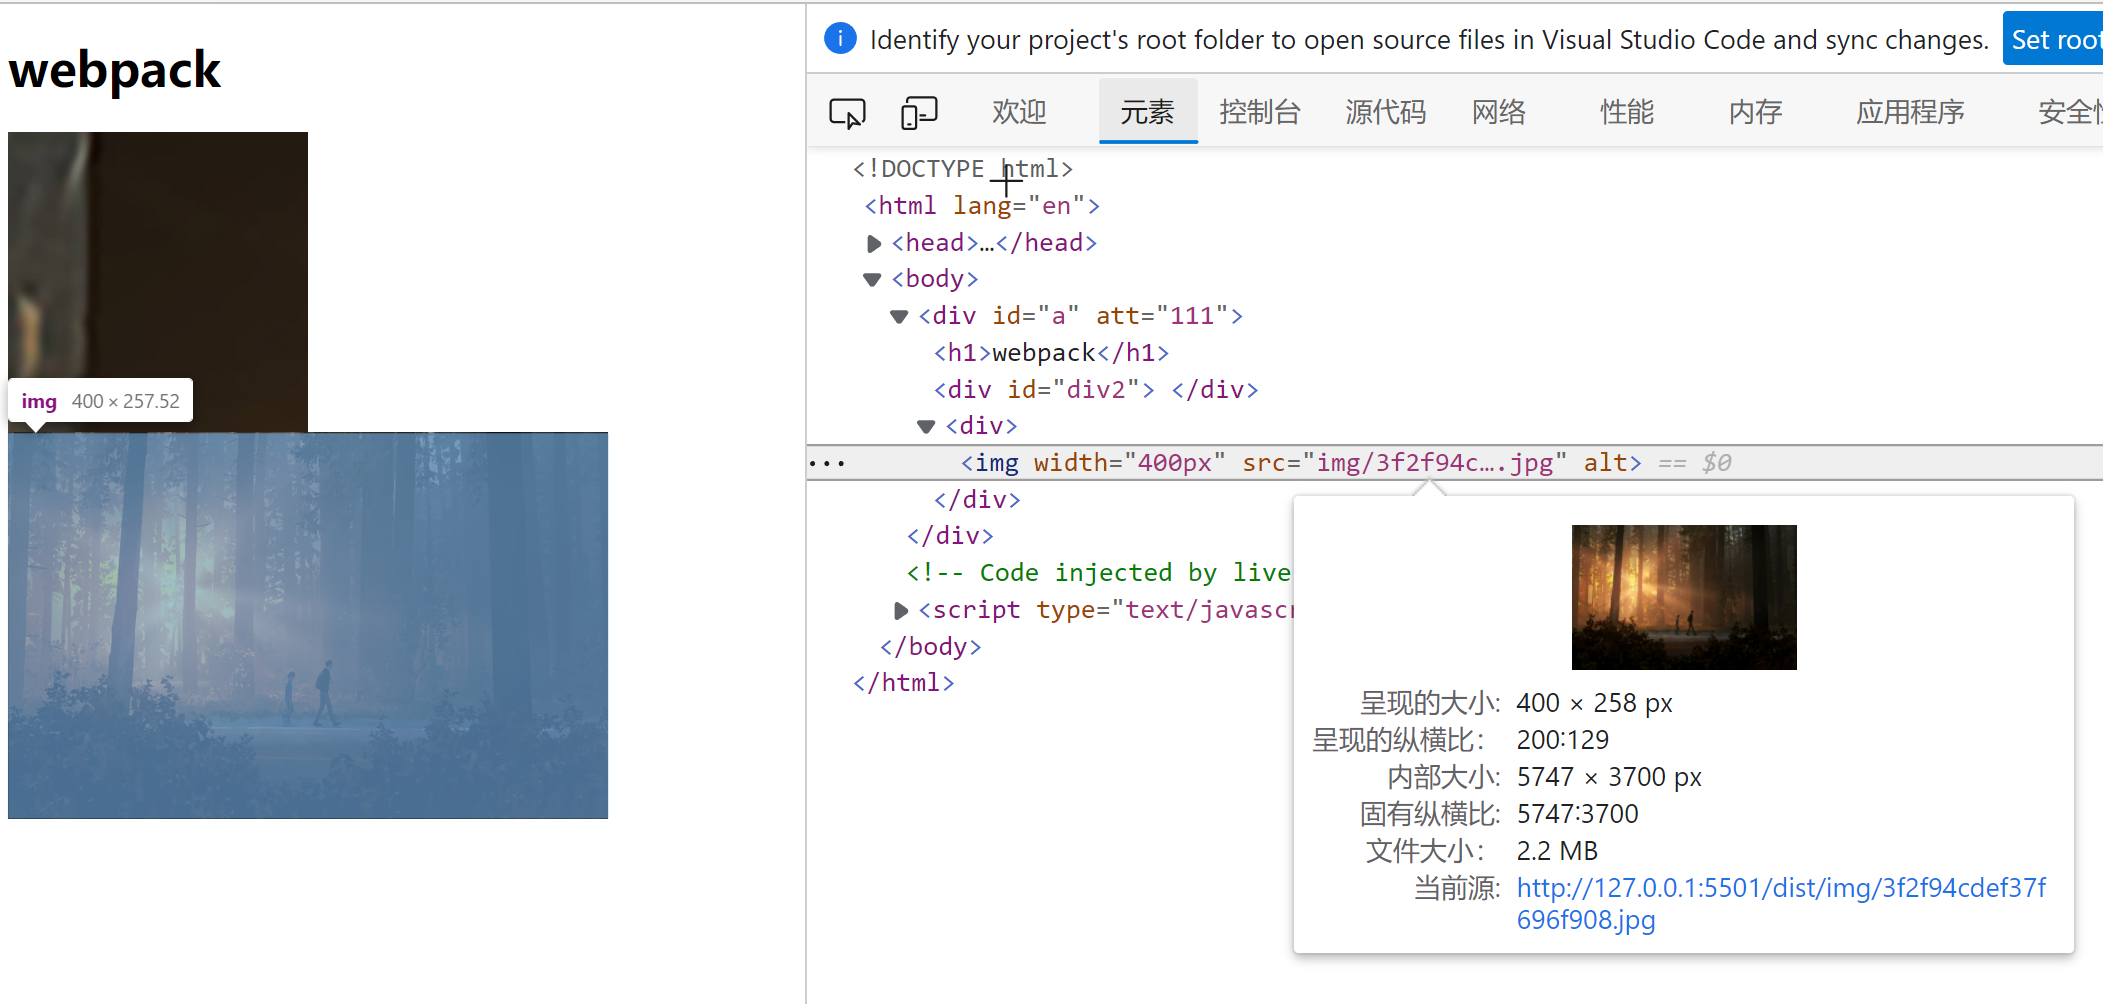 webpack
img 400 × 257.52
Identify your project's root folder to open source files in Visual Studio Code and sync changes.
Set root
欢迎 元素 控制台 源代码 网络 性能 内存 应用程序 安全性
<!DOCTYPE html>
<html lang="en">
<head>…</head>
<body>
<div id="a" att="111">
<h1>webpack</h1>
<div id="div2"> </div>
<div>
<img width="400px" src="img/3f2f94c….jpg" alt> == $0
</div>
</div>
<!-- Code injected by live
<script type="text/javascr
</body>
</html>
呈现的大小: 400 × 258 px
呈现的纵横比: 200∶129
内部大小: 5747 × 3700 px
固有纵横比: 5747∶3700
文件大小: 2.2 MB
当前源: http://127.0.0.1:5501/dist/img/3f2f94cdef37f
696f908.jpg